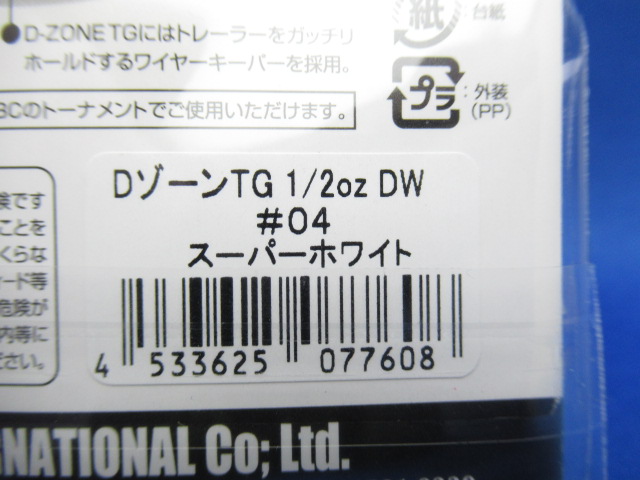 D-ZONE TGにはトレーラーをガッチリ
ホールドするワイヤーキーパーを採用。
紙
台紙
BCのトーナメントでご使用いただけます。
プラ
:外装
(PP)
険です
ことを
くらな
ード等
危険が
内等に
ださい。
DゾーンTG 1/2oz DW
#04
スーパーホワイト
4 533625 077608
NATIONAL Co; Ltd.